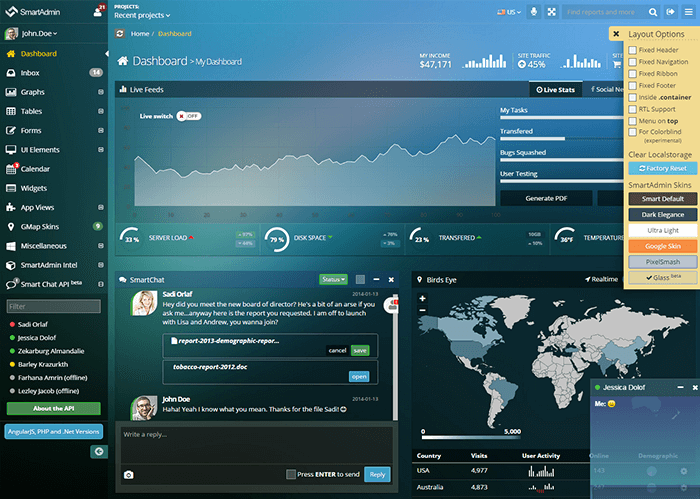 SmartAdmin
21
PROJECTS:
Recent projects
US
Find reports and more
John.Doe
Dashboard
Inbox
14
Graphs
Tables
Forms
UI Elements
Calendar
Widgets
App Views
GMap Skins
9
Miscellaneous
SmartAdmin Intel
Smart Chat API beta
Filter
Sadi Orlaf
Jessica Dolof
Zekarburg Almandalie
Barley Krazurkth
Farhana Amrin (offline)
Lezley Jacob (offline)
About the API
AngularJS, PHP and .Net Versions
Home / Dashboard
Dashboard > My Dashboard
MY INCOME
$47,171
SITE TRAFFIC
45%
SITE
Live Feeds
Live Stats
Social Ne
Live switch
OFF
My Tasks
Transfered
Bugs Squashed
User Testing
Generate PDF
33 %
SERVER LOAD
97%
44%
79 %
DISK SPACE
76%
3%
23 %
TRANSFERED
10GB
10%
36°F
TEMPERATURE
SmartChat
Status
Sadi Orlaf
2014-01-13
Hey did you meet the new board of director? He's a bit of an arse if you
ask me...anyway here is the report you requested. I am off to launch
with Lisa and Andrew, you wanna join?
report-2013-demographic-repor...
cancel
save
tobacco-report-2012.doc
open
John Doe
2014-01-13
Haha! Yeah I know what you mean. Thanks for the file Sadi!
Write a reply...
Press ENTER to send
Reply
Birds Eye
Realtime
0
5,000
Country Visits User Activity Online Demographic
USA 4,977 143
Australia 4,873
Jessica Dolof
Me:
Layout Options
Fixed Header
Fixed Navigation
Fixed Ribbon
Fixed Footer
Inside .container
RTL Support
Menu on top
For Colorblind
(experimental)
Clear Localstorage
Factory Reset
SmartAdmin Skins
Smart Default
Dark Elegance
Ultra Light
Google Skin
PixelSmash
Glass beta